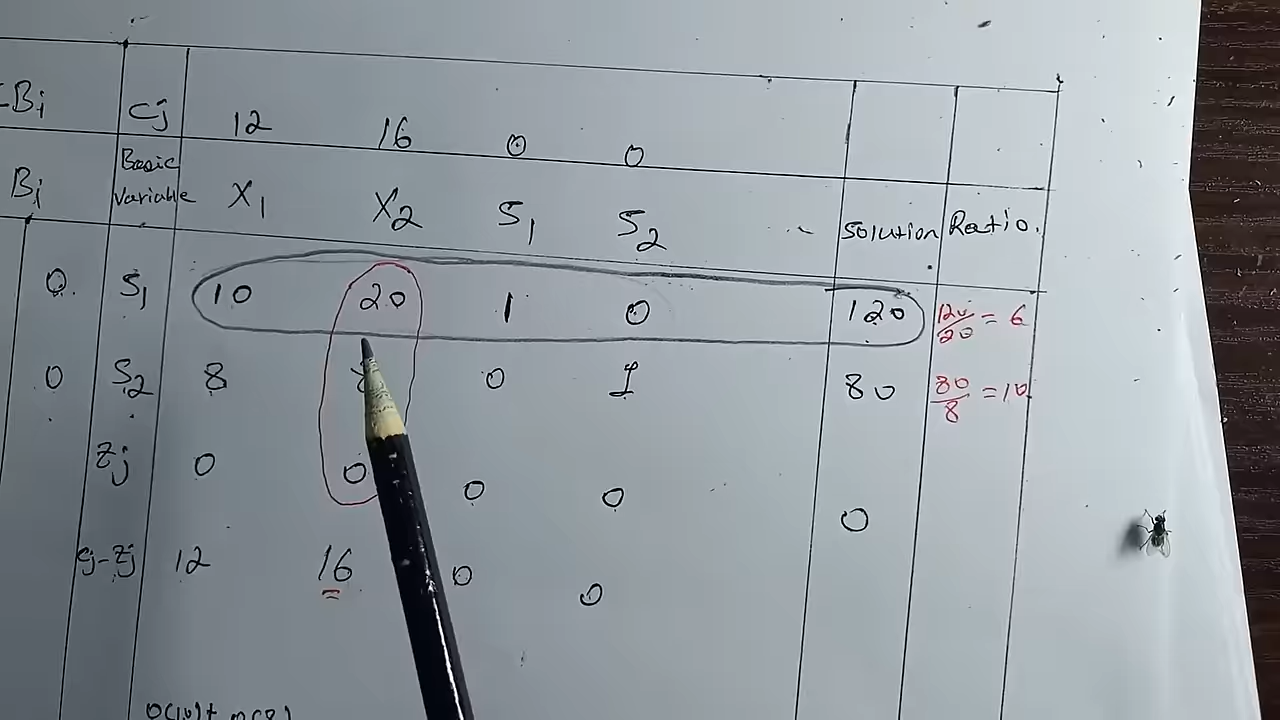 CBi Cj 12 16 0 0
Bi Basic Variable X1 X2 S1 S2 Solution Ratio.
0. S1 10 20 1 0 120 120/20 = 6
0 S2 8 8 0 1 80 80/8 = 10
Zj 0 0 0 0 0
Cj-Zj 12 16 0 0